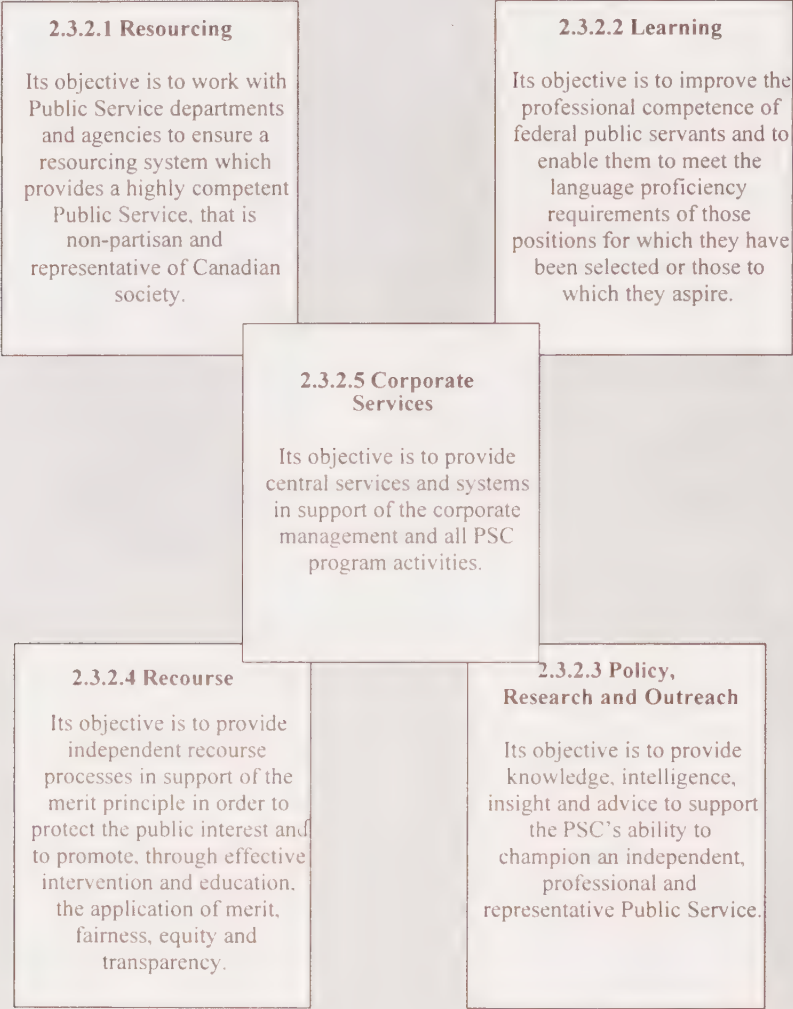 2.3.2.1 Resourcing
Its objective is to work with
Public Service departments
and agencies to ensure a
resourcing system which
provides a highly competent
Public Service, that is
non-partisan and
representative of Canadian
society.
2.3.2.2 Learning
Its objective is to improve the
professional competence of
federal public servants and to
enable them to meet the
language proficiency
requirements of those
positions for which they have
been selected or those to
which they aspire.
2.3.2.5 Corporate
Services
Its objective is to provide
central services and systems
in support of the corporate
management and all PSC
program activities.
2.3.2.4 Recourse
Its objective is to provide
independent recourse
processes in support of the
merit principle in order to
protect the public interest and
to promote, through effective
intervention and education,
the application of merit,
fairness, equity and
transparency.
2.3.2.3 Policy,
Research and Outreach
Its objective is to provide
knowledge, intelligence,
insight and advice to support
the PSC's ability to
champion an independent,
professional and
representative Public Service.